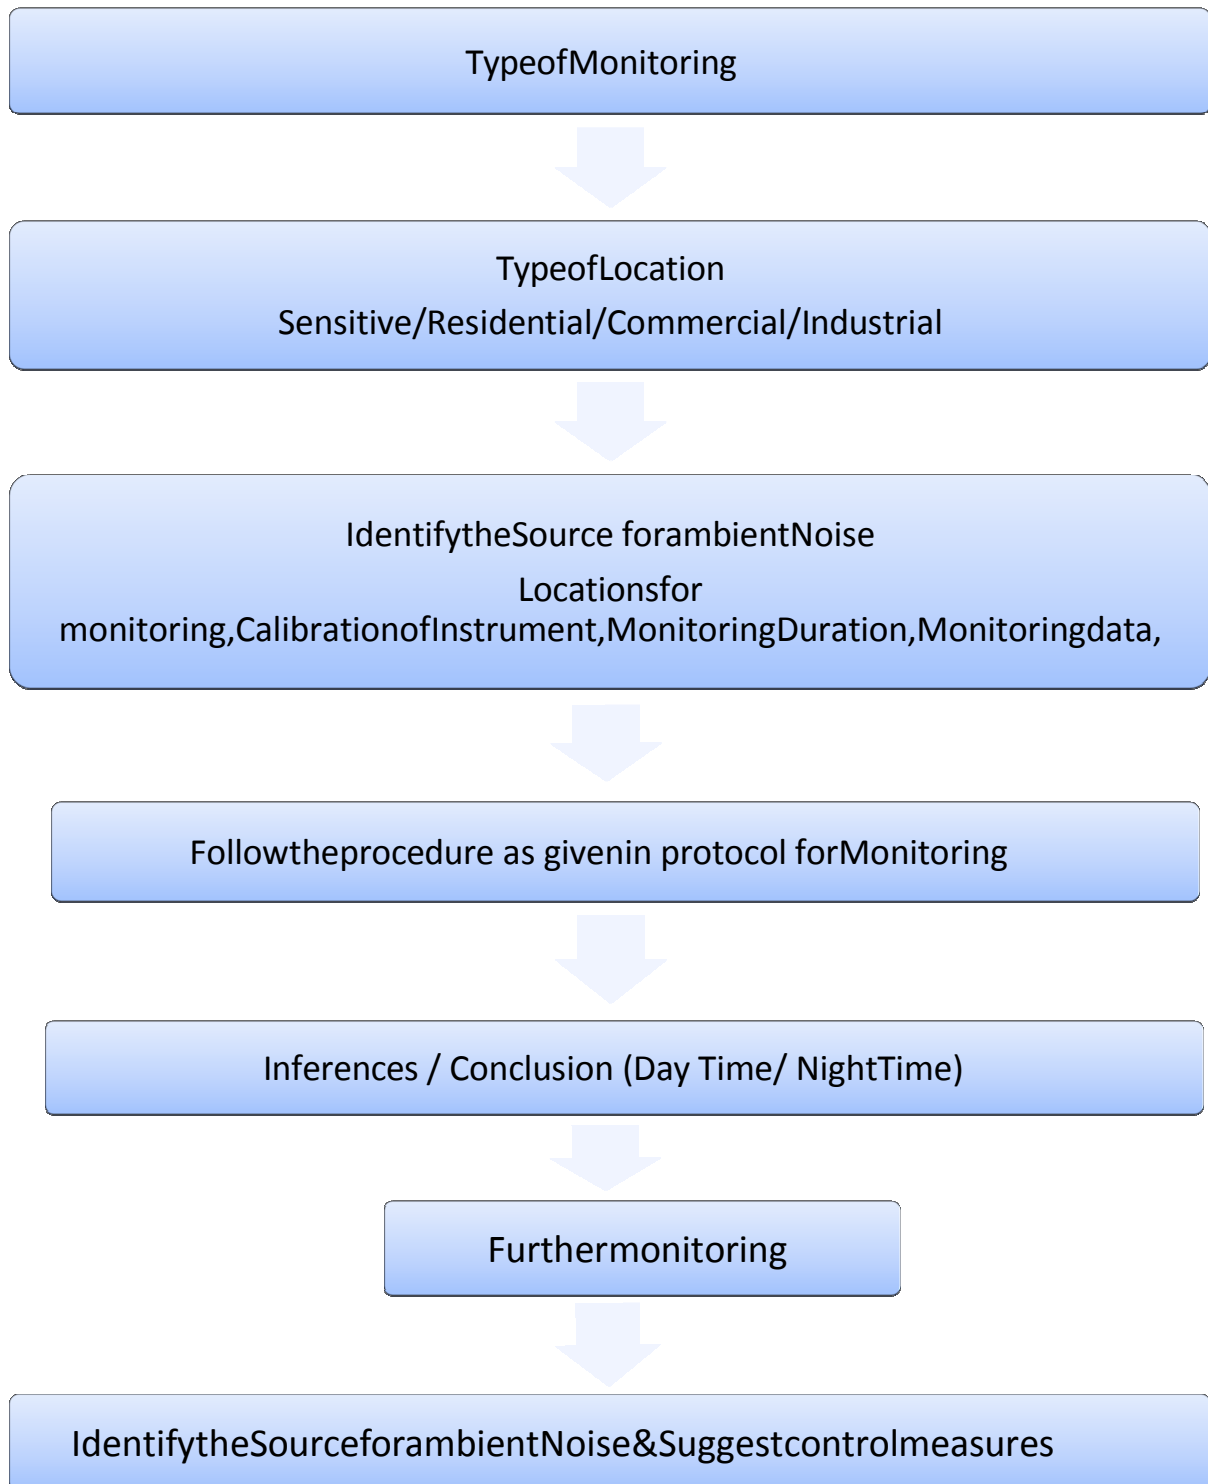 TypeofMonitoring
TypeofLocation
Sensitive/Residential/Commercial/Industrial
IdentifytheSource forambientNoise
Locationsfor
monitoring,CalibrationofInstrument,MonitoringDuration,Monitoringdata,
Followtheprocedure as givenin protocol forMonitoring
Inferences / Conclusion (Day Time/ NightTime)
Furthermonitoring
IdentifytheSourceforambientNoise&Suggestcontrolmeasures